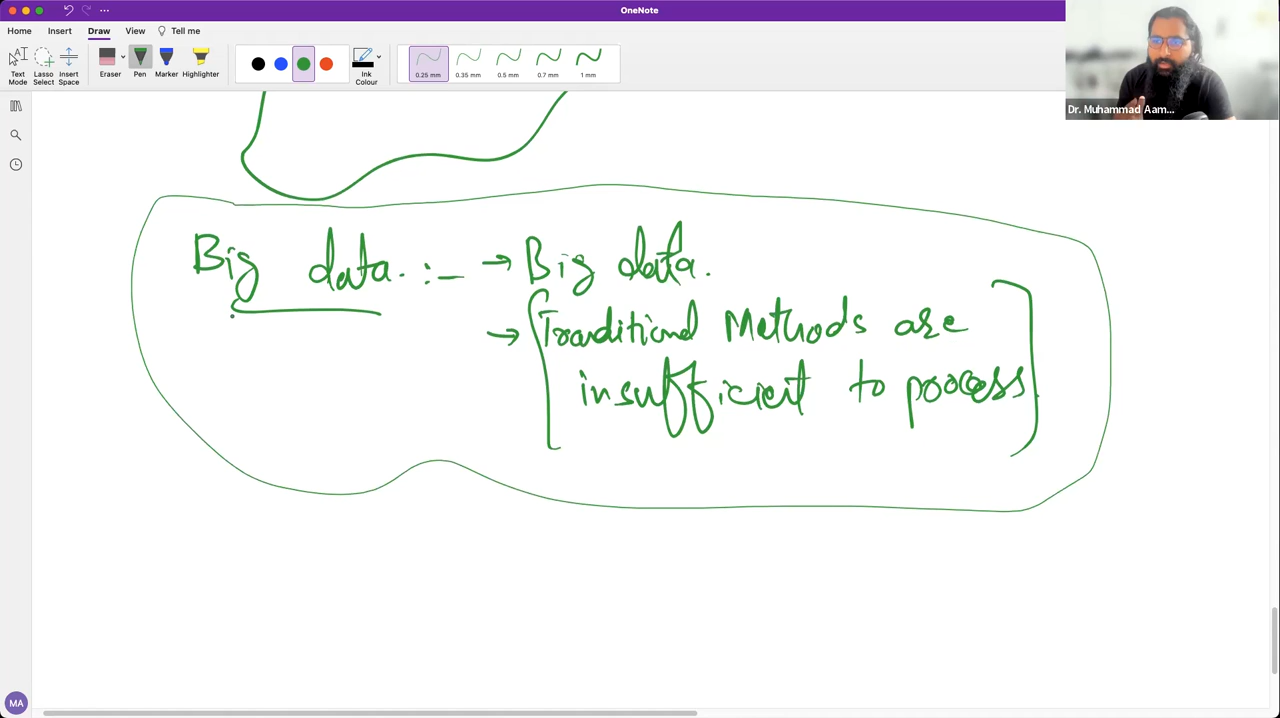 OneNote
Home Insert Draw View Tell me
Text Mode
Lasso Select
Insert Space
Eraser
Pen
Marker
Highlighter
Ink Colour
0.25 mm
0.35 mm
0.5 mm
0.7 mm
1 mm
Dr. Muhammad Aam...
Big data. :- → Big data.
→ Traditional Methods are
insufficient to process
MA